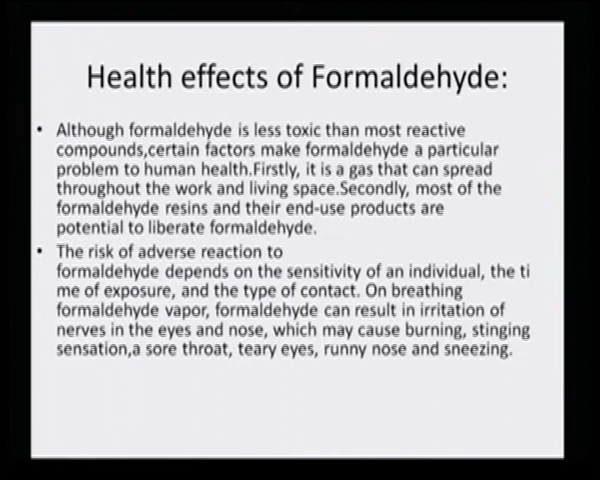 Health effects of Formaldehyde:
• Although formaldehyde is less toxic than most reactive
compounds,certain factors make formaldehyde a particular
problem to human health.Firstly, it is a gas that can spread
throughout the work and living space.Secondly, most of the
formaldehyde resins and their end-use products are
potential to liberate formaldehyde.
• The risk of adverse reaction to
formaldehyde depends on the sensitivity of an individual, the ti
me of exposure, and the type of contact. On breathing
formaldehyde vapor, formaldehyde can result in irritation of
nerves in the eyes and nose, which may cause burning, stinging
sensation,a sore throat, teary eyes, runny nose and sneezing.